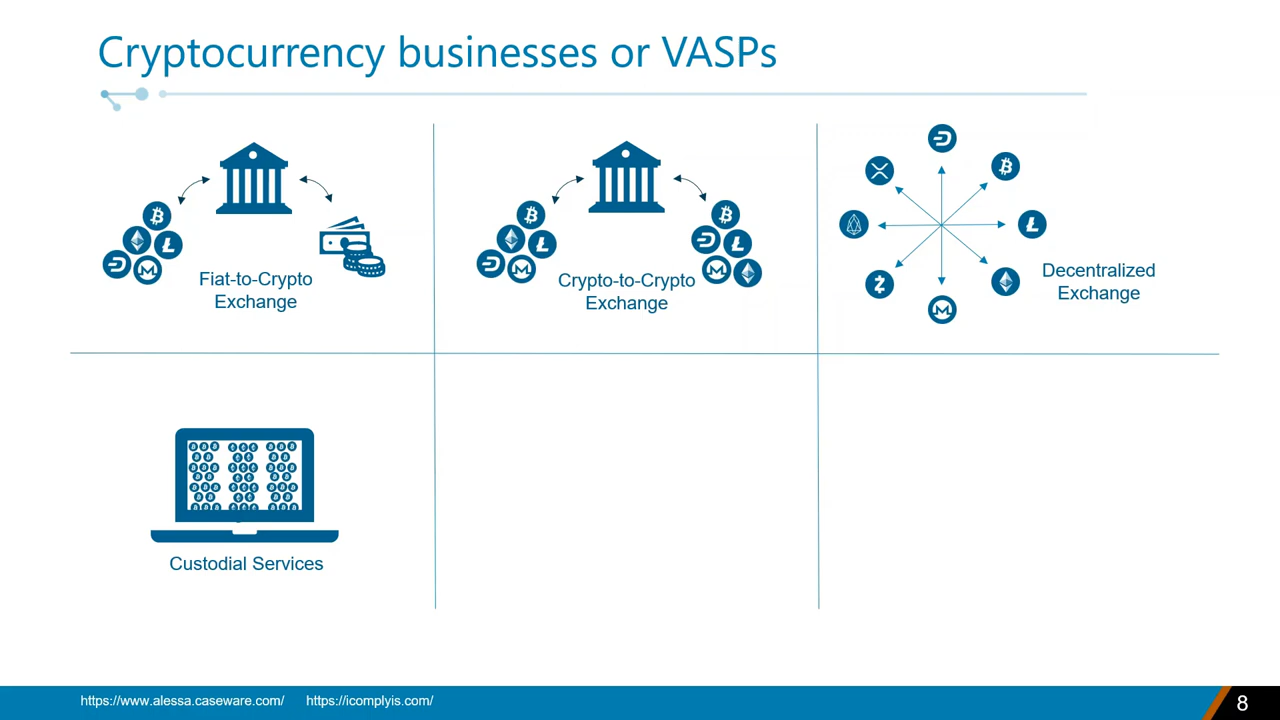 Cryptocurrency businesses or VASPs
Fiat-to-Crypto
Exchange
Crypto-to-Crypto
Exchange
Decentralized
Exchange
Custodial Services
https://www.alessa.caseware.com/ https://icomplyis.com/
8